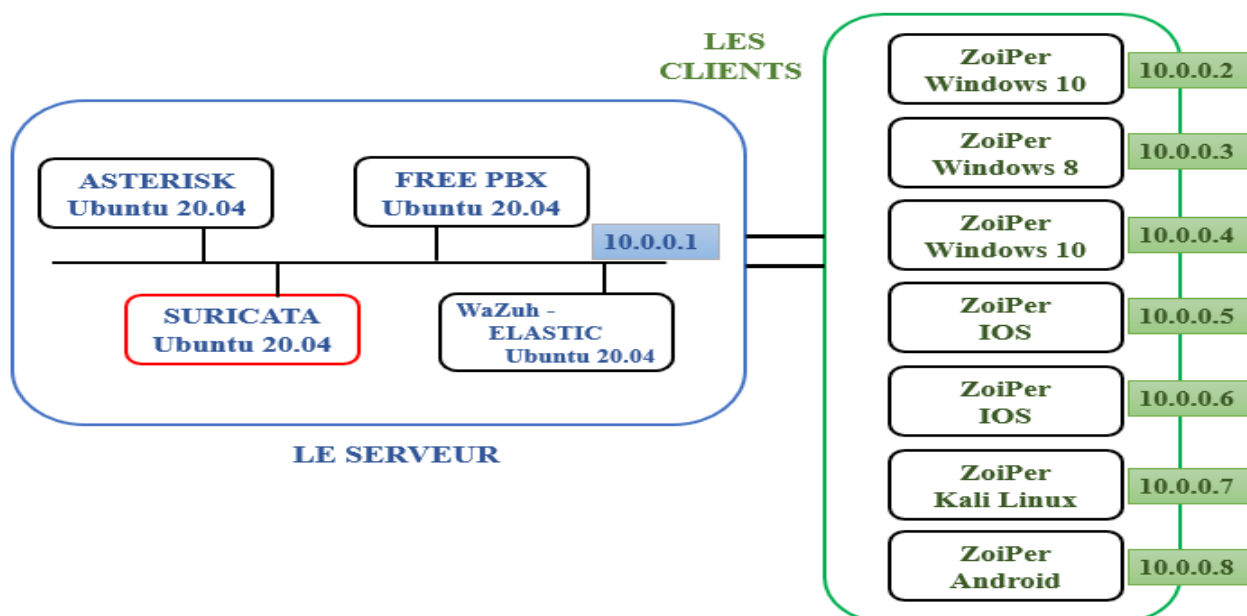 LES
CLIENTS
ASTERISK
Ubuntu 20.04
FREE PBX
Ubuntu 20.04
10.0.0.1
SURICATA
Ubuntu 20.04
WaZuh -
ELASTIC
Ubuntu 20.04
LE SERVEUR
ZoiPer
Windows 10
10.0.0.2
ZoiPer
Windows 8
10.0.0.3
ZoiPer
Windows 10
10.0.0.4
ZoiPer
IOS
10.0.0.5
ZoiPer
IOS
10.0.0.6
ZoiPer
Kali Linux
10.0.0.7
ZoiPer
Android
10.0.0.8